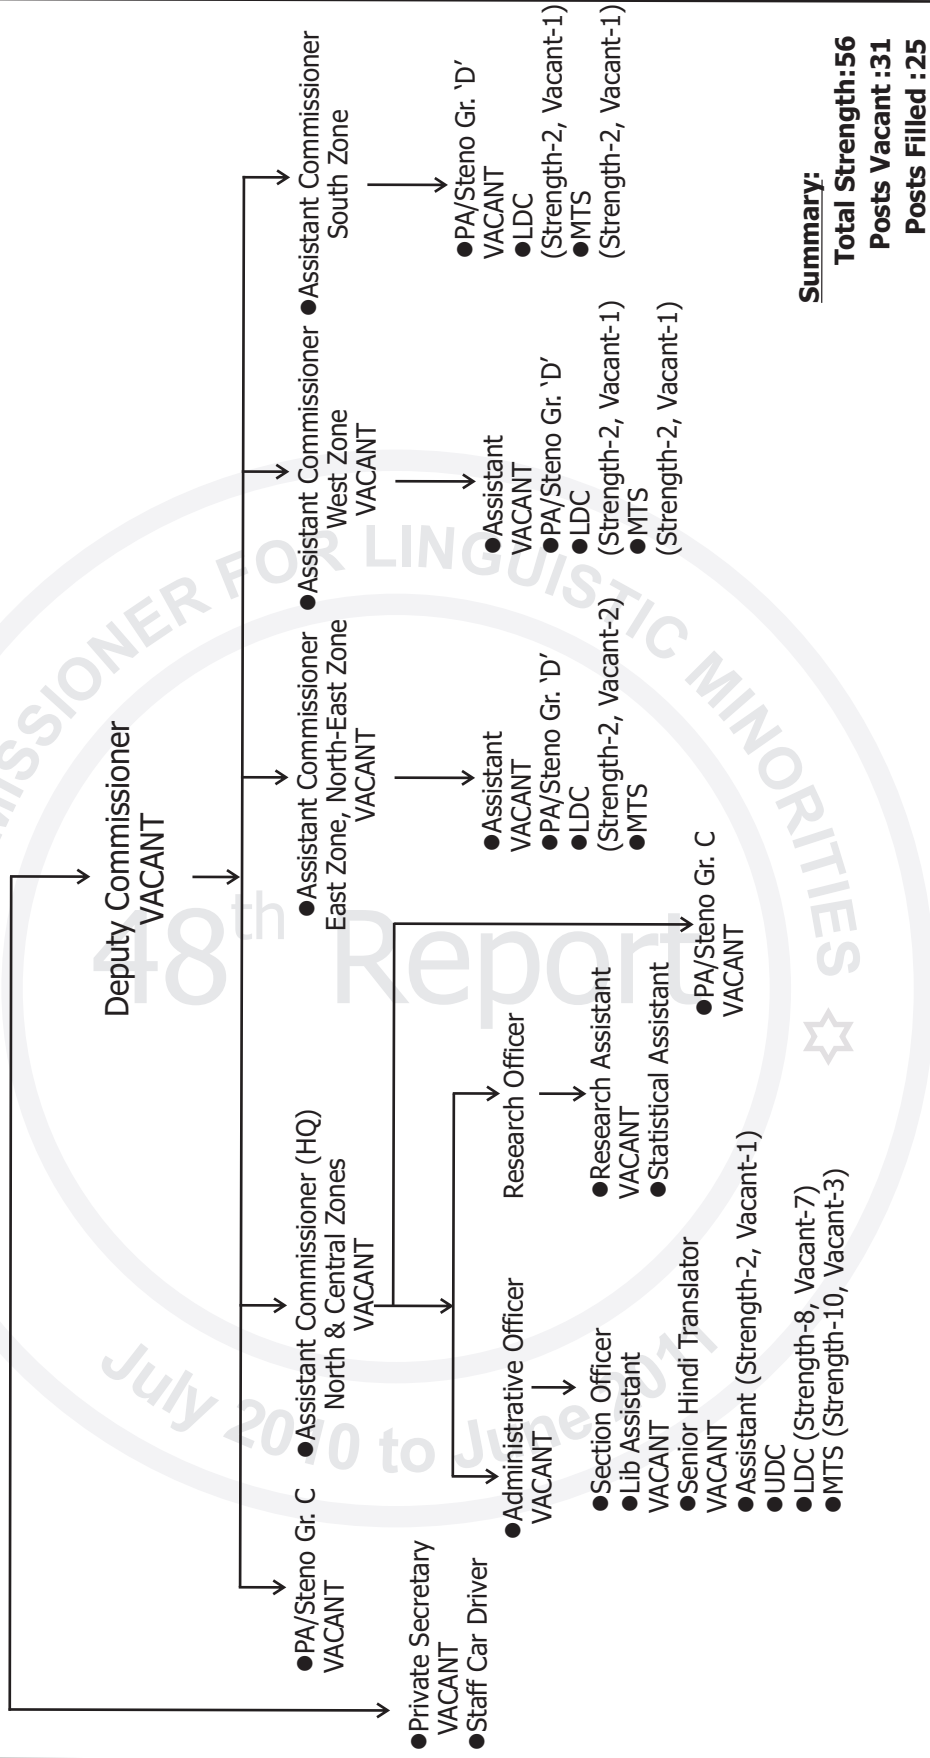 Deputy Commissioner
VACANT
●PA/Steno Gr. C
VACANT
●Assistant Commissioner (HQ)
North & Central Zones
VACANT
●Assistant Commissioner
East Zone, North-East Zone
VACANT
●Assistant Commissioner
West Zone
VACANT
●Assistant Commissioner
South Zone
●Private Secretary
VACANT
●Staff Car Driver
●Administrative Officer
VACANT
●Section Officer
●Lib Assistant
VACANT
●Senior Hindi Translator
VACANT
●Assistant (Strength-2, Vacant-1)
●UDC
●LDC (Strength-8, Vacant-7)
●MTS (Strength-10, Vacant-3)
Research Officer
●Research Assistant
VACANT
●Statistical Assistant
●PA/Steno Gr. C
VACANT
●Assistant
VACANT
●PA/Steno Gr. ‘D’
●LDC
(Strength-2, Vacant-2)
●MTS
●Assistant
VACANT
●PA/Steno Gr. ‘D’
●LDC
(Strength-2, Vacant-1)
●MTS
(Strength-2, Vacant-1)
●PA/Steno Gr. ‘D’
VACANT
●LDC
(Strength-2, Vacant-1)
●MTS
(Strength-2, Vacant-1)
Summary:
Total Strength:56
Posts Vacant :31
Posts Filled :25
MISSIONER FOR LINGUISTIC MINORITIES
48th Report
July 2010 to June 2011